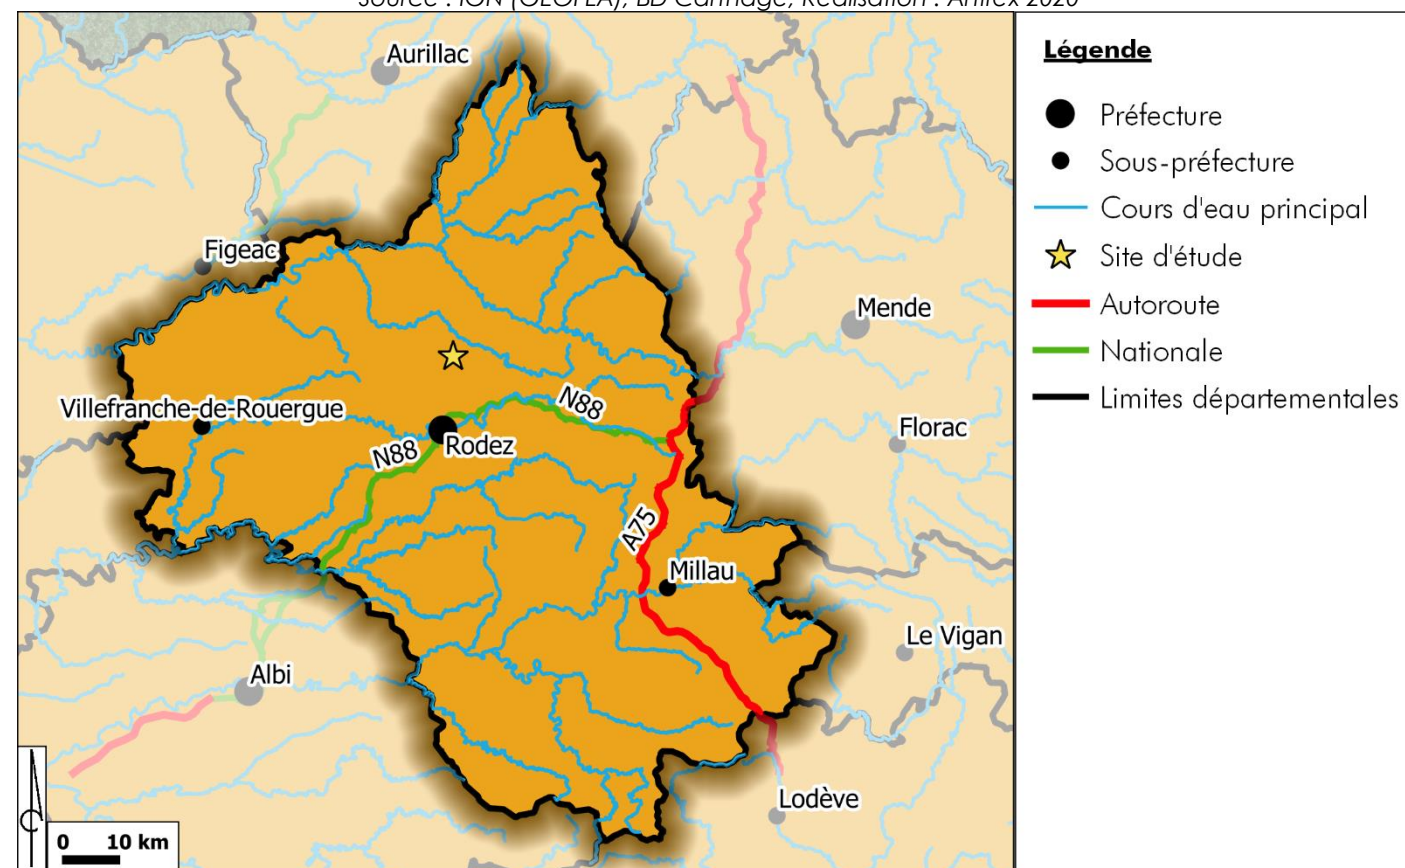 Source : IGN (GEOFLA), BD Carthage, Réalisation : Artifex 2020
Aurillac
Figeac
Mende
Villefranche-de-Rouergue
N88
Florac
N88
Rodez
A75
Millau
Le Vigan
Albi
Lodève
0 10 km
Légende
Préfecture
Sous-préfecture
Cours d'eau principal
Site d'étude
Autoroute
Nationale
Limites départementales